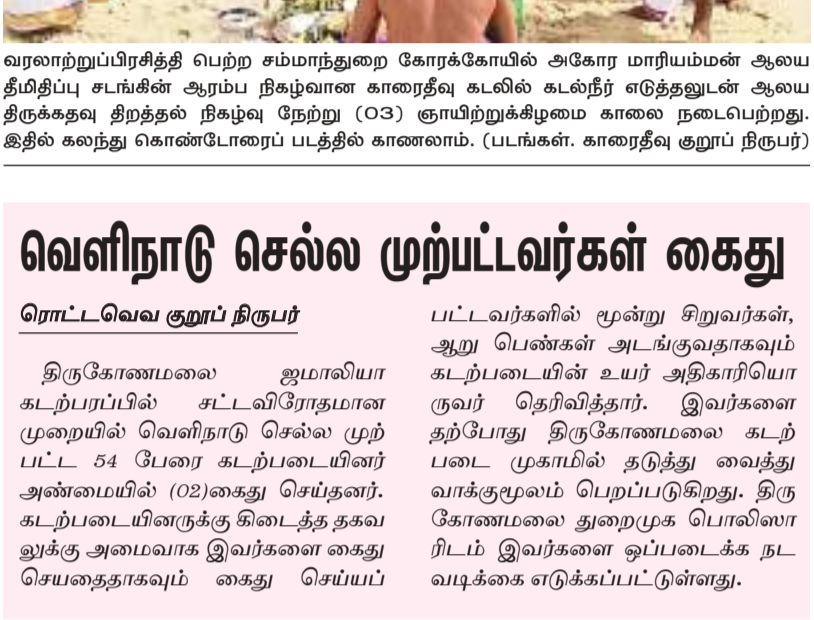 வரலாற்றுப்பிரசித்தி பெற்ற சம்மாந்துறை கோரக்கோயில் அகோர மாரியம்மன் ஆலய
தீமிதிப்பு சடங்கின் ஆரம்ப நிகழ்வான காரைதீவு கடலில் கடல்நீர் எடுத்தலுடன் ஆலய
திருக்கதவு திறத்தல் நிகழ்வு நேற்று (03) ஞாயிற்றுக்கிழமை காலை நடைபெற்றது.
இதில் கலந்து கொண்டோரைப் படத்தில் காணலாம். (படங்கள். காரைதீவு குறூப் நிருபர்)
வெளிநாடு செல்ல முற்பட்டவர்கள் கைது
ரொட்டவெவ குறூப் நிருபர்
திருகோணமலை ஜமாலியா
கடற்பரப்பில் சட்டவிரோதமான
முறையில் வெளிநாடு செல்ல முற்
பட்ட 54 பேரை கடற்படையினர்
அண்மையில் (02)கைது செய்தனர்.
கடற்படையினருக்கு கிடைத்த தகவ
லுக்கு அமைவாக இவர்களை கைது
செயதைதாகவும் கைது செய்யப்
பட்டவர்களில் மூன்று சிறுவர்கள்,
ஆறு பெண்கள் அடங்குவதாகவும்
கடற்படையின் உயர் அதிகாரியொ
ருவர் தெரிவித்தார். இவர்களை
தற்போது திருகோணமலை கடற்
படை முகாமில் தடுத்து வைத்து
வாக்குமூலம் பெறப்படுகிறது. திரு
கோணமலை துறைமுக பொலிஸா
ரிடம் இவர்களை ஒப்படைக்க நட
வடிக்கை எடுக்கப்பட்டுள்ளது.